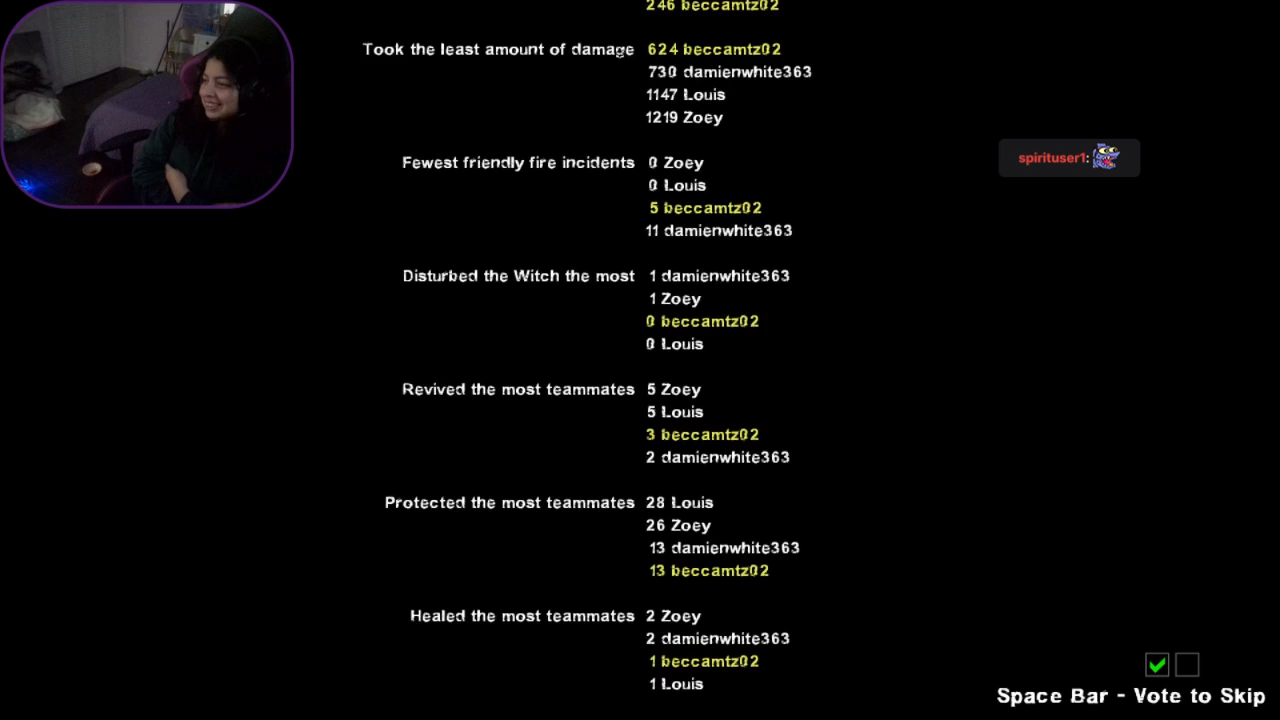 246 beccamtz02
Took the least amount of damage 624 beccamtz02
730 damienwhite363
1147 Louis
1219 Zoey
spirituser1:
Fewest friendly fire incidents 0 Zoey
0 Louis
5 beccamtz02
11 damienwhite363
Disturbed the Witch the most 1 damienwhite363
1 Zoey
0 beccamtz02
0 Louis
Revived the most teammates 5 Zoey
5 Louis
3 beccamtz02
2 damienwhite363
Protected the most teammates 28 Louis
26 Zoey
13 damienwhite363
13 beccamtz02
Healed the most teammates 2 Zoey
2 damienwhite363
1 beccamtz02
1 Louis
Space Bar - Vote to Skip